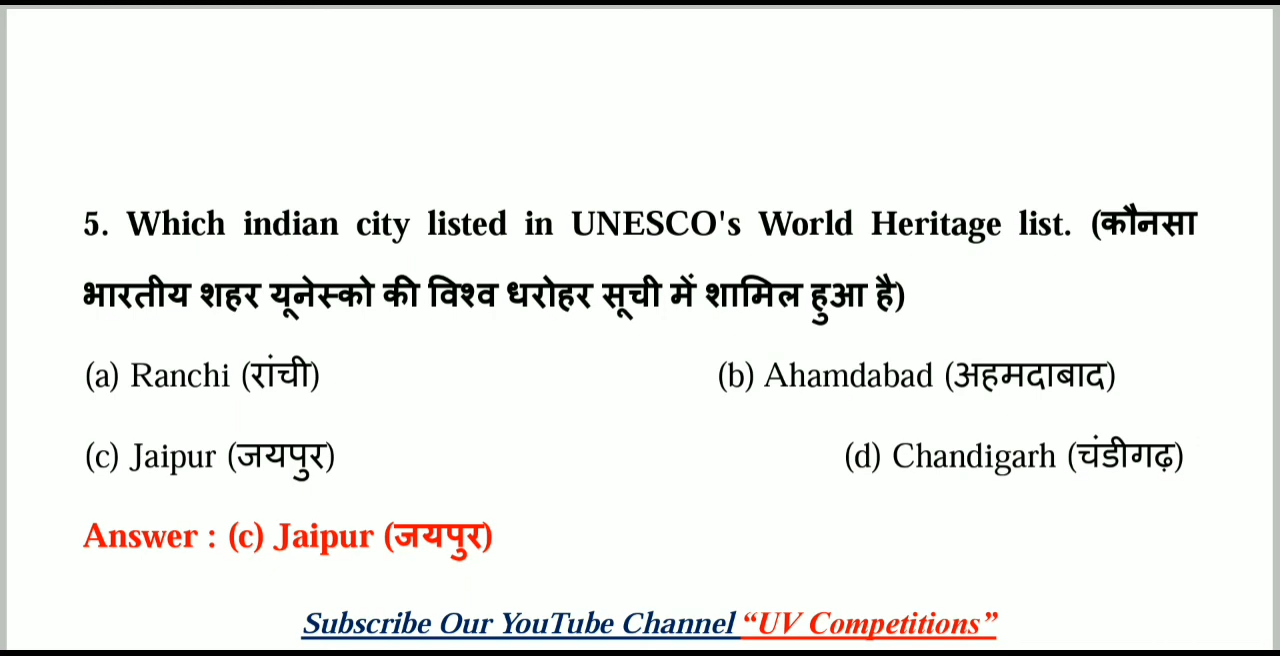 5. Which indian city listed in UNESCO's World Heritage list. (कौनसा
भारतीय शहर यूनेस्को की विश्व धरोहर सूची में शामिल हुआ है)
(a) Ranchi (रांची) (b) Ahamdabad (अहमदाबाद)
(c) Jaipur (जयपुर) (d) Chandigarh (चंडीगढ़)
Answer : (c) Jaipur (जयपुर)
Subscribe Our YouTube Channel “UV Competitions”